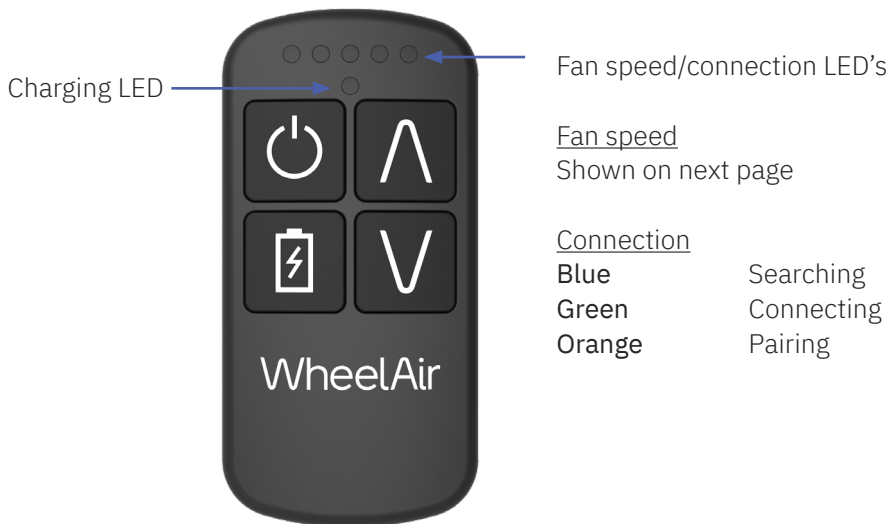 Fan speed/connection LED's
Charging LED
Fan speed
Shown on next page
Connection
Blue Searching
Green Connecting
Orange Pairing
WheelAir